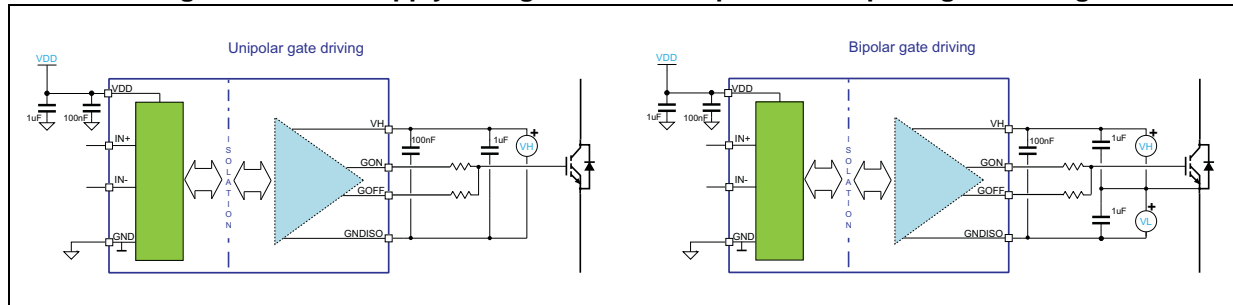 Unipolar gate driving
VDD
VDD
1uF
100nF
IN+
IN-
GND
ISOLATION
VH
100nF
1uF
+
VH
GON
GOFF
GNDISO
Bipolar gate driving
VDD
VDD
1uF
100nF
IN+
IN-
GND
ISOLATION
VH
100nF
1uF
+
VH
GON
GOFF
1uF
+
VL
GNDISO